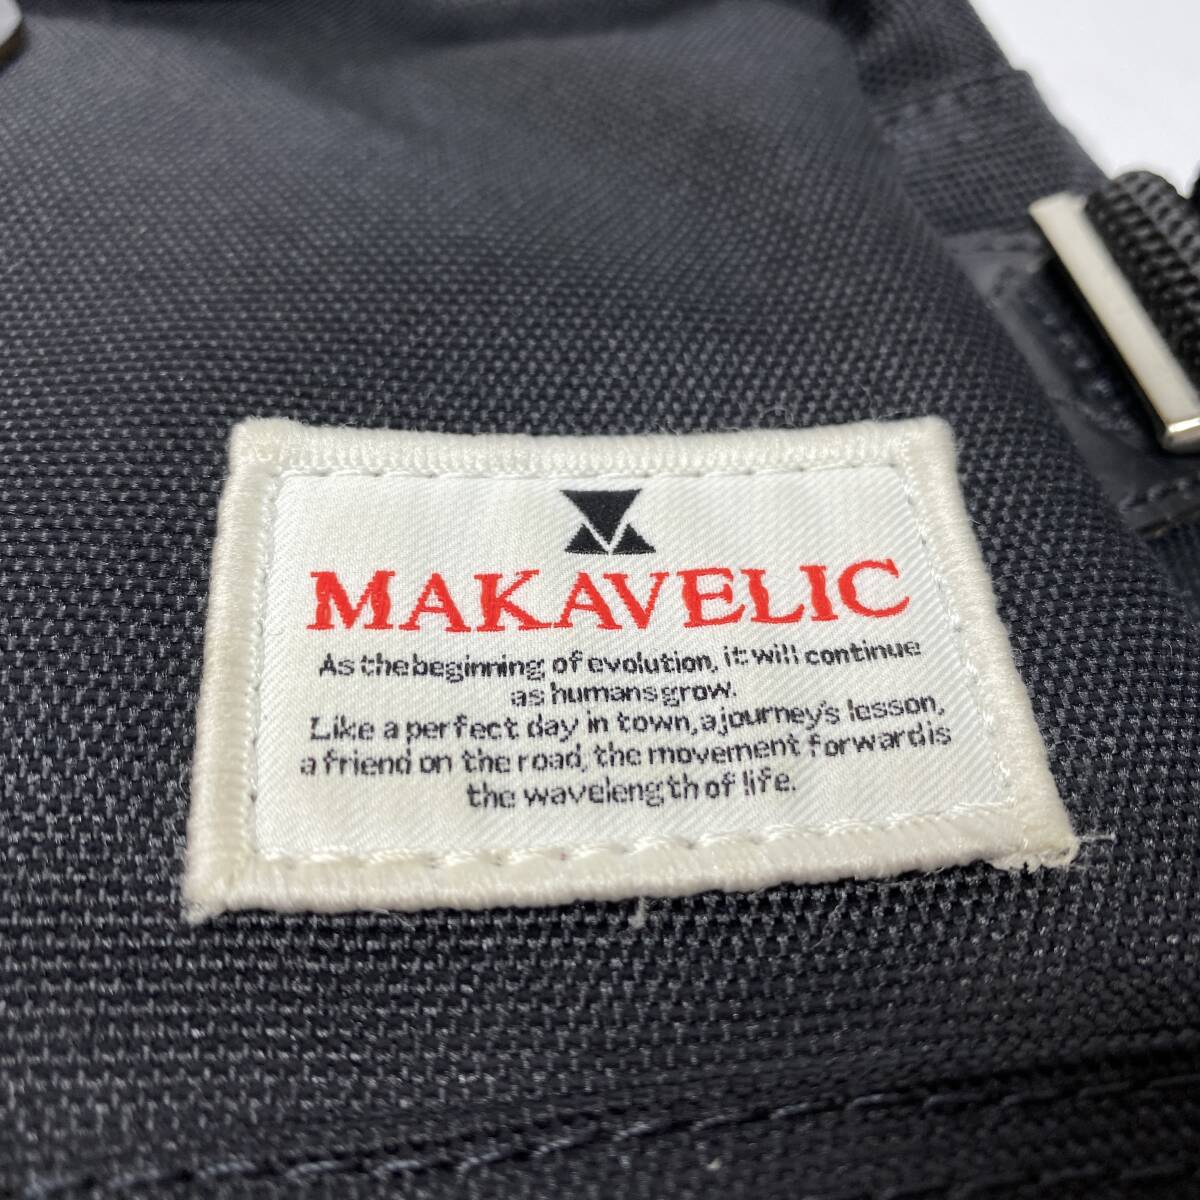 MAKAVELIC
As the beginning of evolution, it will continue
as humans grow.
Like a perfect day in town, a journey's lesson,
a friend on the road, the movement forward is
the wavelength of life.